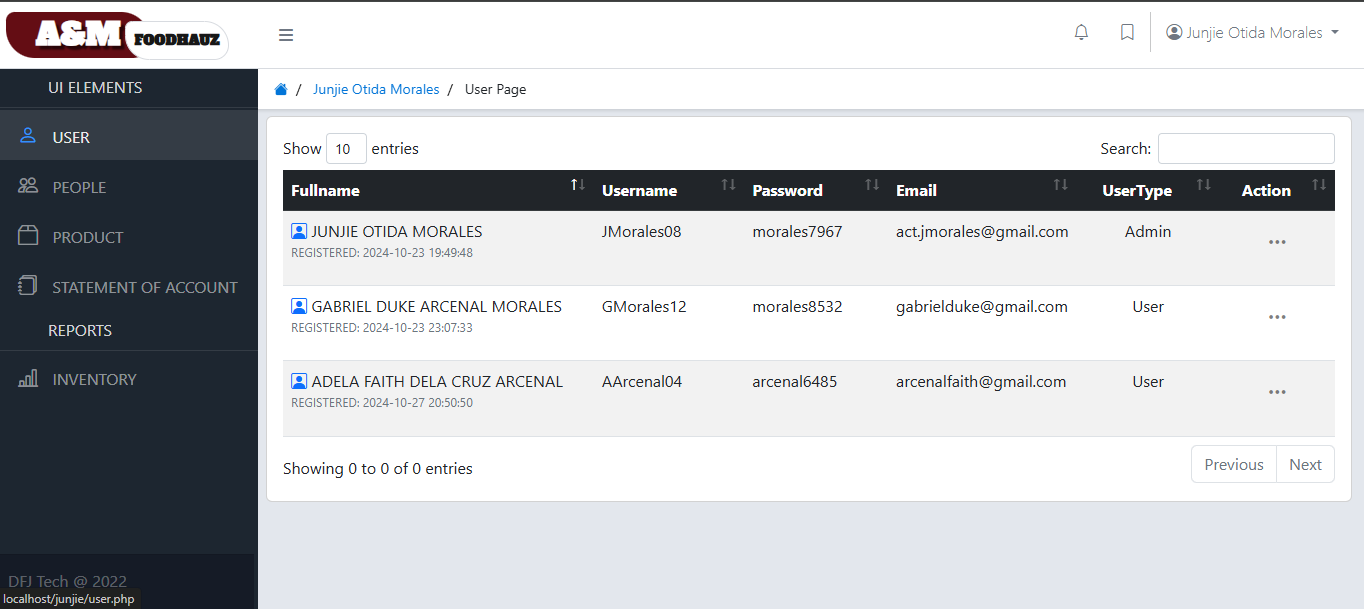 A&M FOODHAUZ
Junjie Otida Morales
UI ELEMENTS
USER
PEOPLE
PRODUCT
STATEMENT OF ACCOUNT
REPORTS
INVENTORY
DFJ Tech @ 2022
localhost/junjie/user.php
/ Junjie Otida Morales / User Page
Show 10 entries
Search:
Fullname Username Password Email UserType Action
JUNJIE OTIDA MORALES JMorales08 morales7967 act.jmorales@gmail.com Admin
REGISTERED: 2024-10-23 19:49:48
GABRIEL DUKE ARCENAL MORALES GMorales12 morales8532 gabrielduke@gmail.com User
REGISTERED: 2024-10-23 23:07:33
ADELA FAITH DELA CRUZ ARCENAL AArcenal04 arcenal6485 arcenalfaith@gmail.com User
REGISTERED: 2024-10-27 20:50:50
Showing 0 to 0 of 0 entries
Previous Next